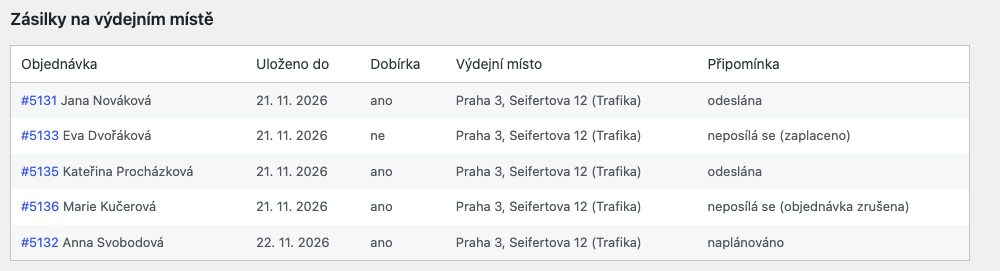 Zásilky na výdejním místě
Objednávka Uloženo do Dobírka Výdejní místo Připomínka
#5131 Jana Nováková 21. 11. 2026 ano Praha 3, Seifertova 12 (Trafika) odeslána
#5133 Eva Dvořáková 21. 11. 2026 ne Praha 3, Seifertova 12 (Trafika) neposílá se (zaplaceno)
#5135 Kateřina Procházková 21. 11. 2026 ano Praha 3, Seifertova 12 (Trafika) odeslána
#5136 Marie Kučerová 21. 11. 2026 ano Praha 3, Seifertova 12 (Trafika) neposílá se (objednávka zrušena)
#5132 Anna Svobodová 22. 11. 2026 ano Praha 3, Seifertova 12 (Trafika) naplánováno